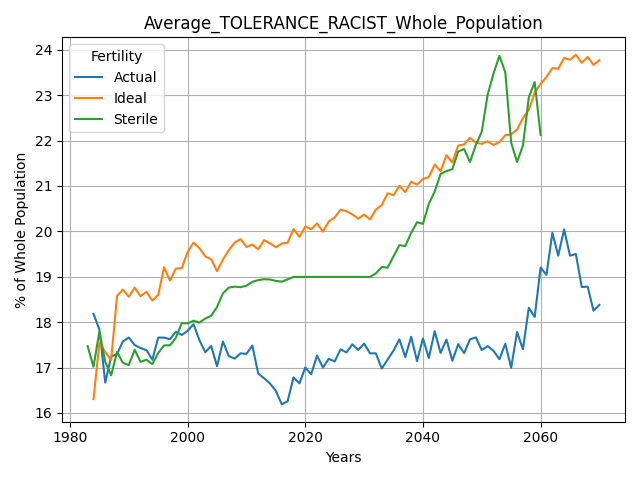 Average_TOLERANCE_RACIST_Whole_Population
Fertility
Actual
Ideal
Sterile
% of Whole Population
24
23
22
21
20
19
18
17
16
1980
2000
2020
2040
2060
Years